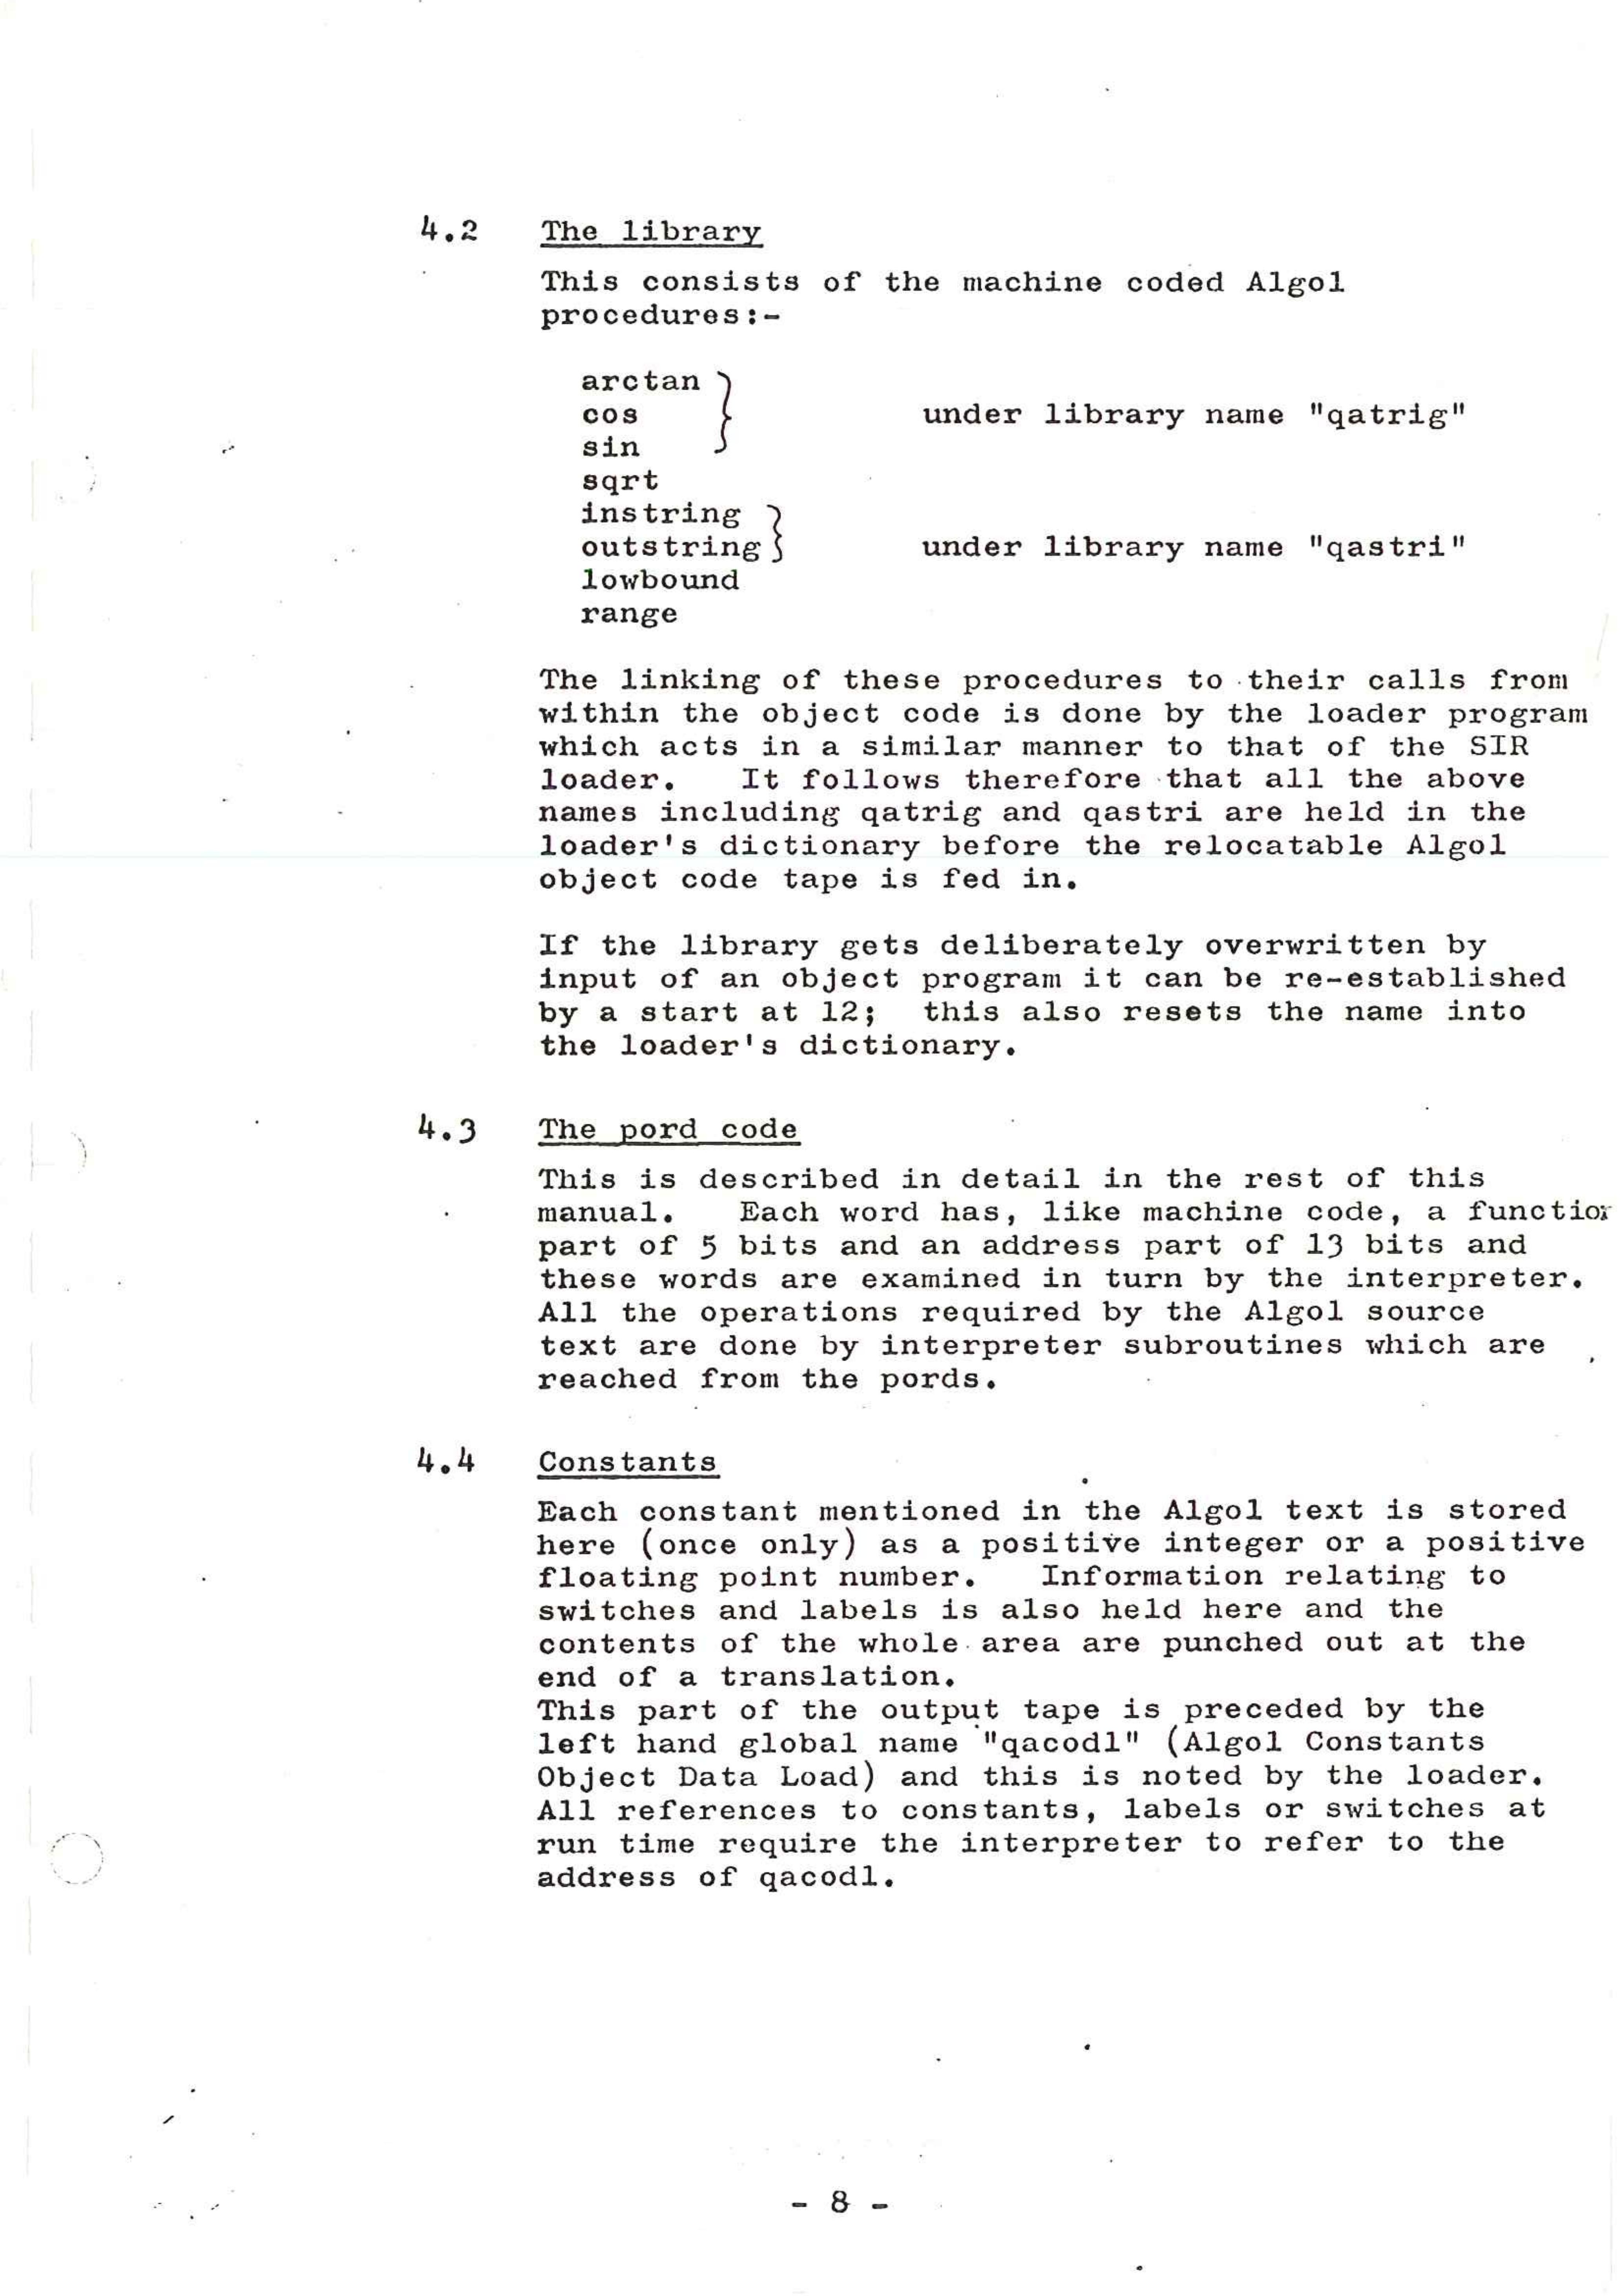 4.2 The library
This consists of the machine coded Algol
procedures:-
arctan
cos under library name "qatrig"
sin
sqrt
instring
outstring under library name "qastri"
lowbound
range
The linking of these procedures to their calls from
within the object code is done by the loader program
which acts in a similar manner to that of the SIR
loader. It follows therefore that all the above
names including qatrig and qastri are held in the
loader's dictionary before the relocatable Algol
object code tape is fed in.
If the library gets deliberately overwritten by
input of an object program it can be re-established
by a start at 12; this also resets the name into
the loader's dictionary.
4.3 The pord code
This is described in detail in the rest of this
manual. Each word has, like machine code, a function
part of 5 bits and an address part of 13 bits and
these words are examined in turn by the interpreter.
All the operations required by the Algol source
text are done by interpreter subroutines which are
reached from the pords.
4.4 Constants
Each constant mentioned in the Algol text is stored
here (once only) as a positive integer or a positive
floating point number. Information relating to
switches and labels is also held here and the
contents of the whole area are punched out at the
end of a translation.
This part of the output tape is preceded by the
left hand global name "qacodl" (Algol Constants
Object Data Load) and this is noted by the loader.
All references to constants, labels or switches at
run time require the interpreter to refer to the
address of qacodl.
- 8 -